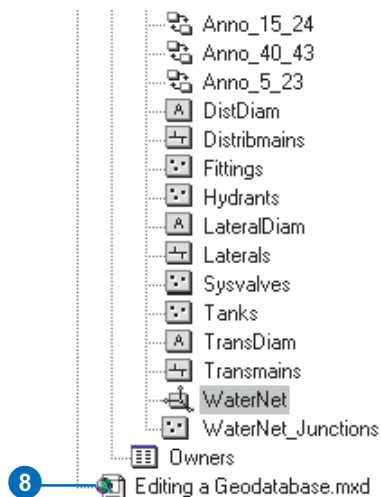 Anno_15_24
Anno_40_43
Anno_5_23
A DistDiam
Distribmains
Fittings
Hydrants
A LateralDiam
Laterals
Sysvalves
Tanks
A TransDiam
Transmains
WaterNet
WaterNet_Junctions
Owners
8 Editing a Geodatabase.mxd